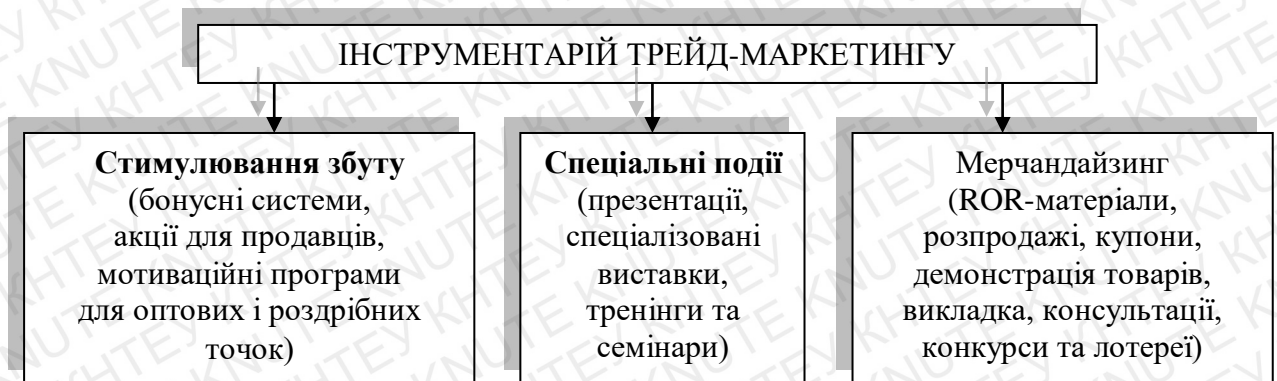 ІНСТРУМЕНТАРІЙ ТРЕЙД-МАРКЕТИНГУ
Стимулювання збуту
(бонусні системи,
акції для продавців,
мотиваційні програми
для оптових і роздрібних
точок)
Спеціальні події
(презентації,
спеціалізовані
виставки,
тренінги та
семінари)
Мерчандайзинг
(ROR-матеріали,
розпродажі, купони,
демонстрація товарів,
викладка, консультації,
конкурси та лотереї)